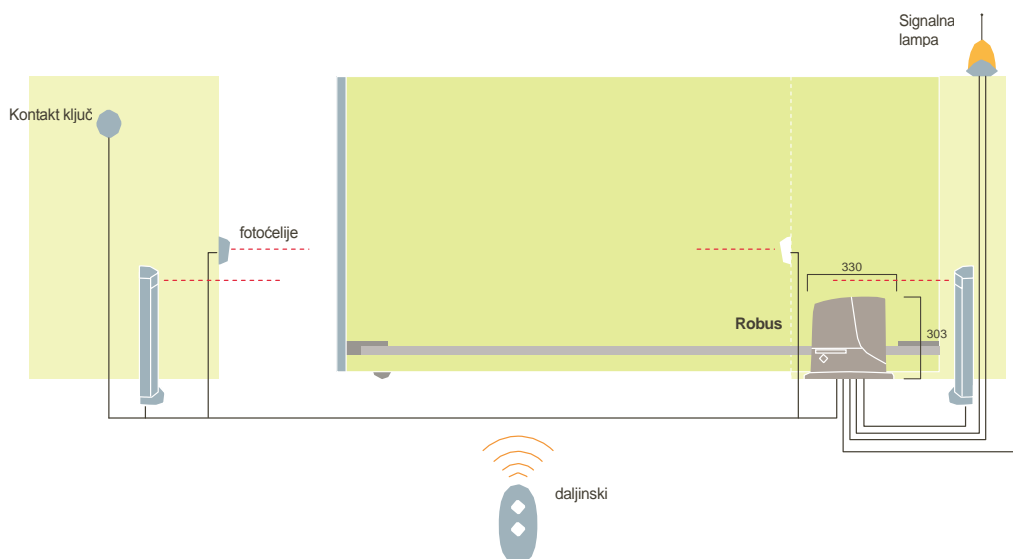 Signalna
lampa
Kontakt ključ
fotoćelije
330
Robus
303
daljinski